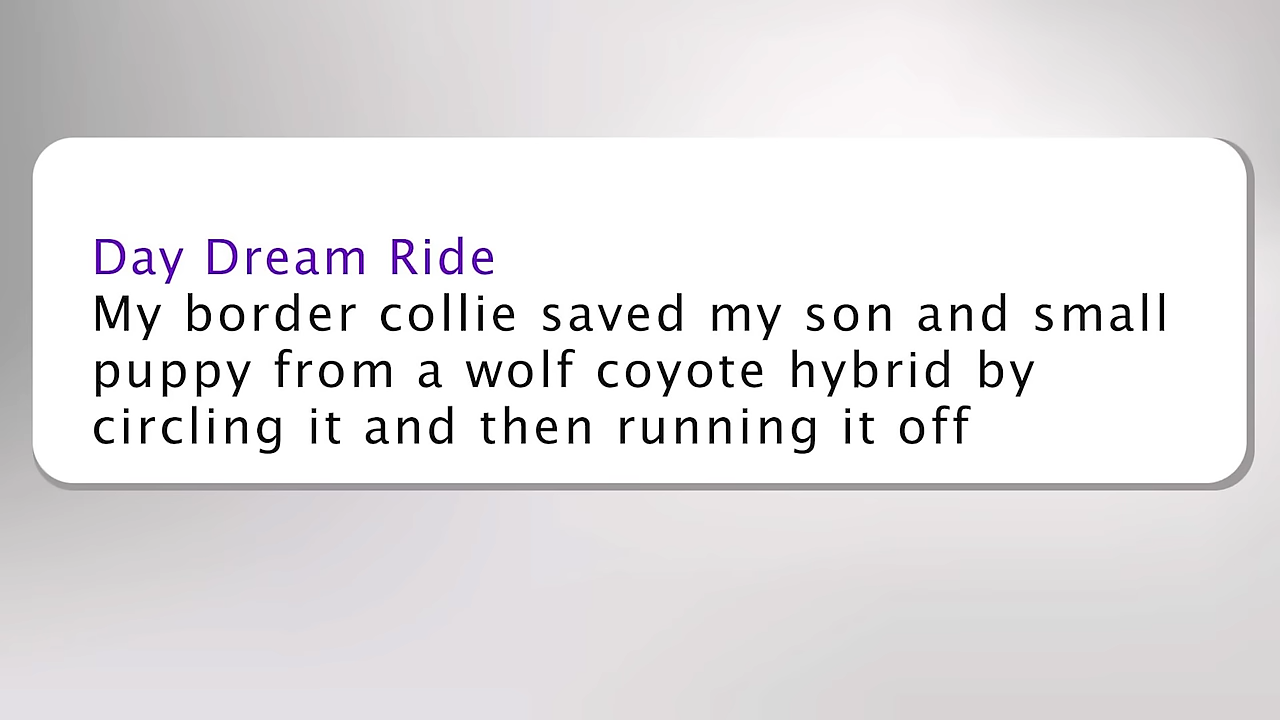 Day Dream Ride
My border collie saved my son and small
puppy from a wolf coyote hybrid by
circling it and then running it off